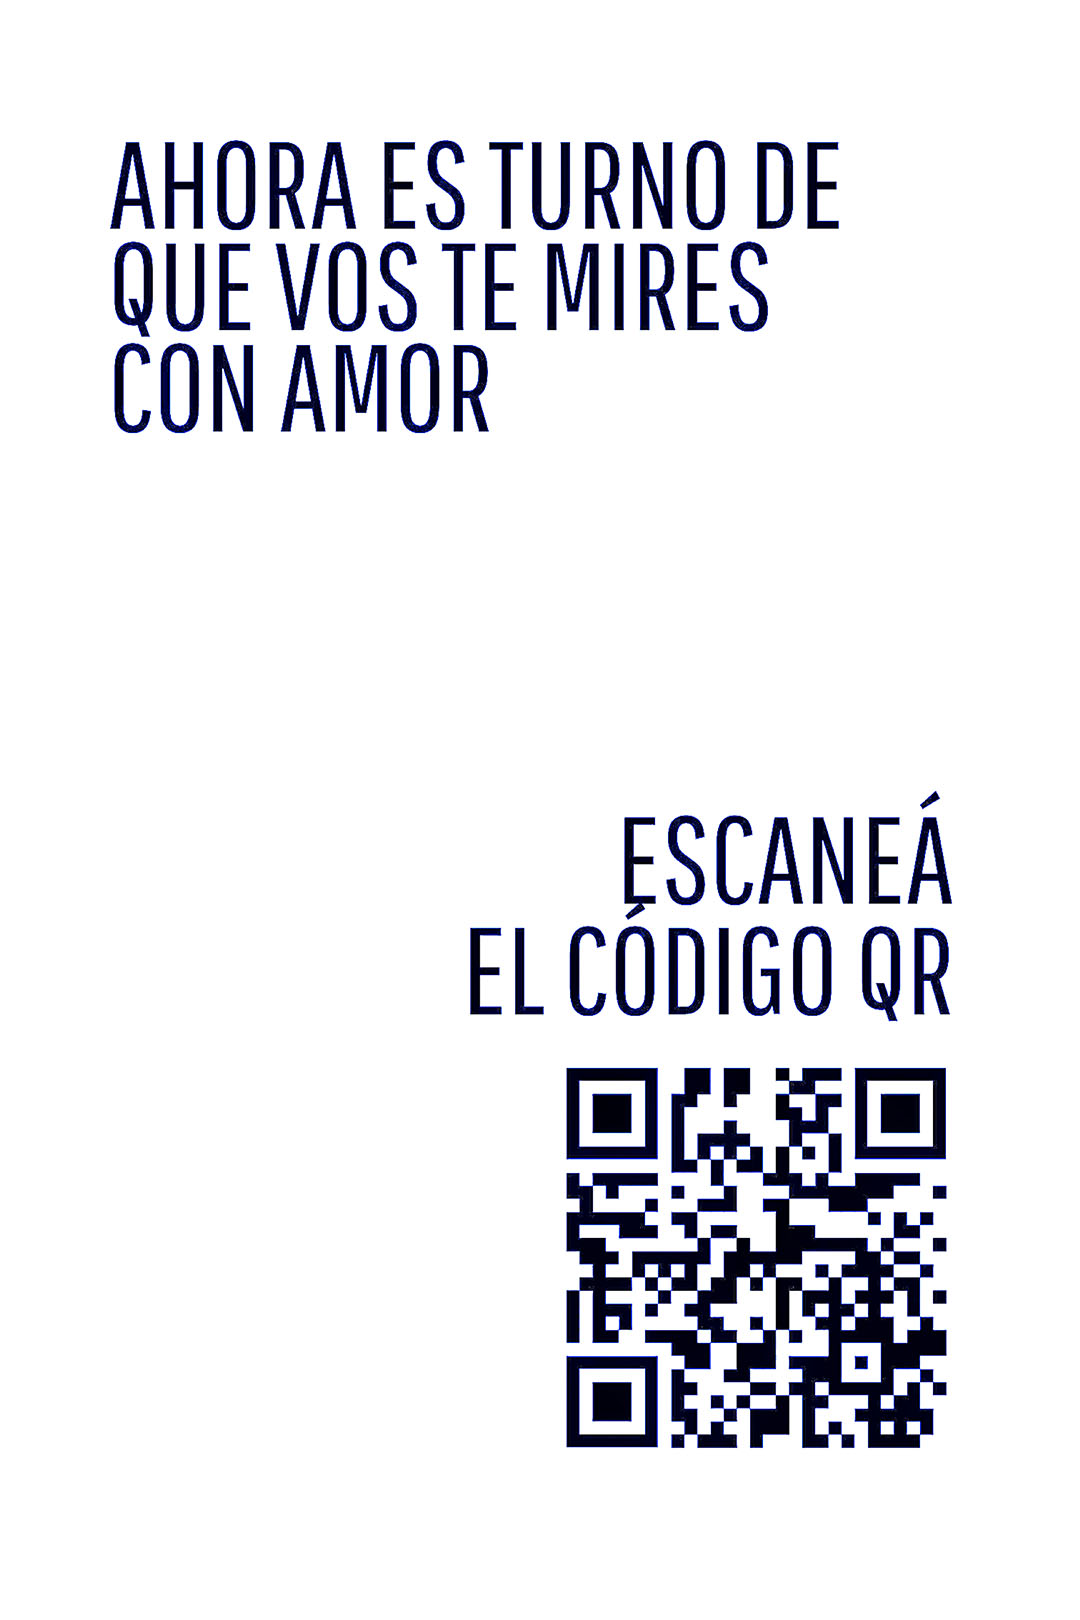 AHORA ES TURNO DE
QUE VOS TE MIRES
CON AMOR
ESCANEÁ
EL CÓDIGO QR